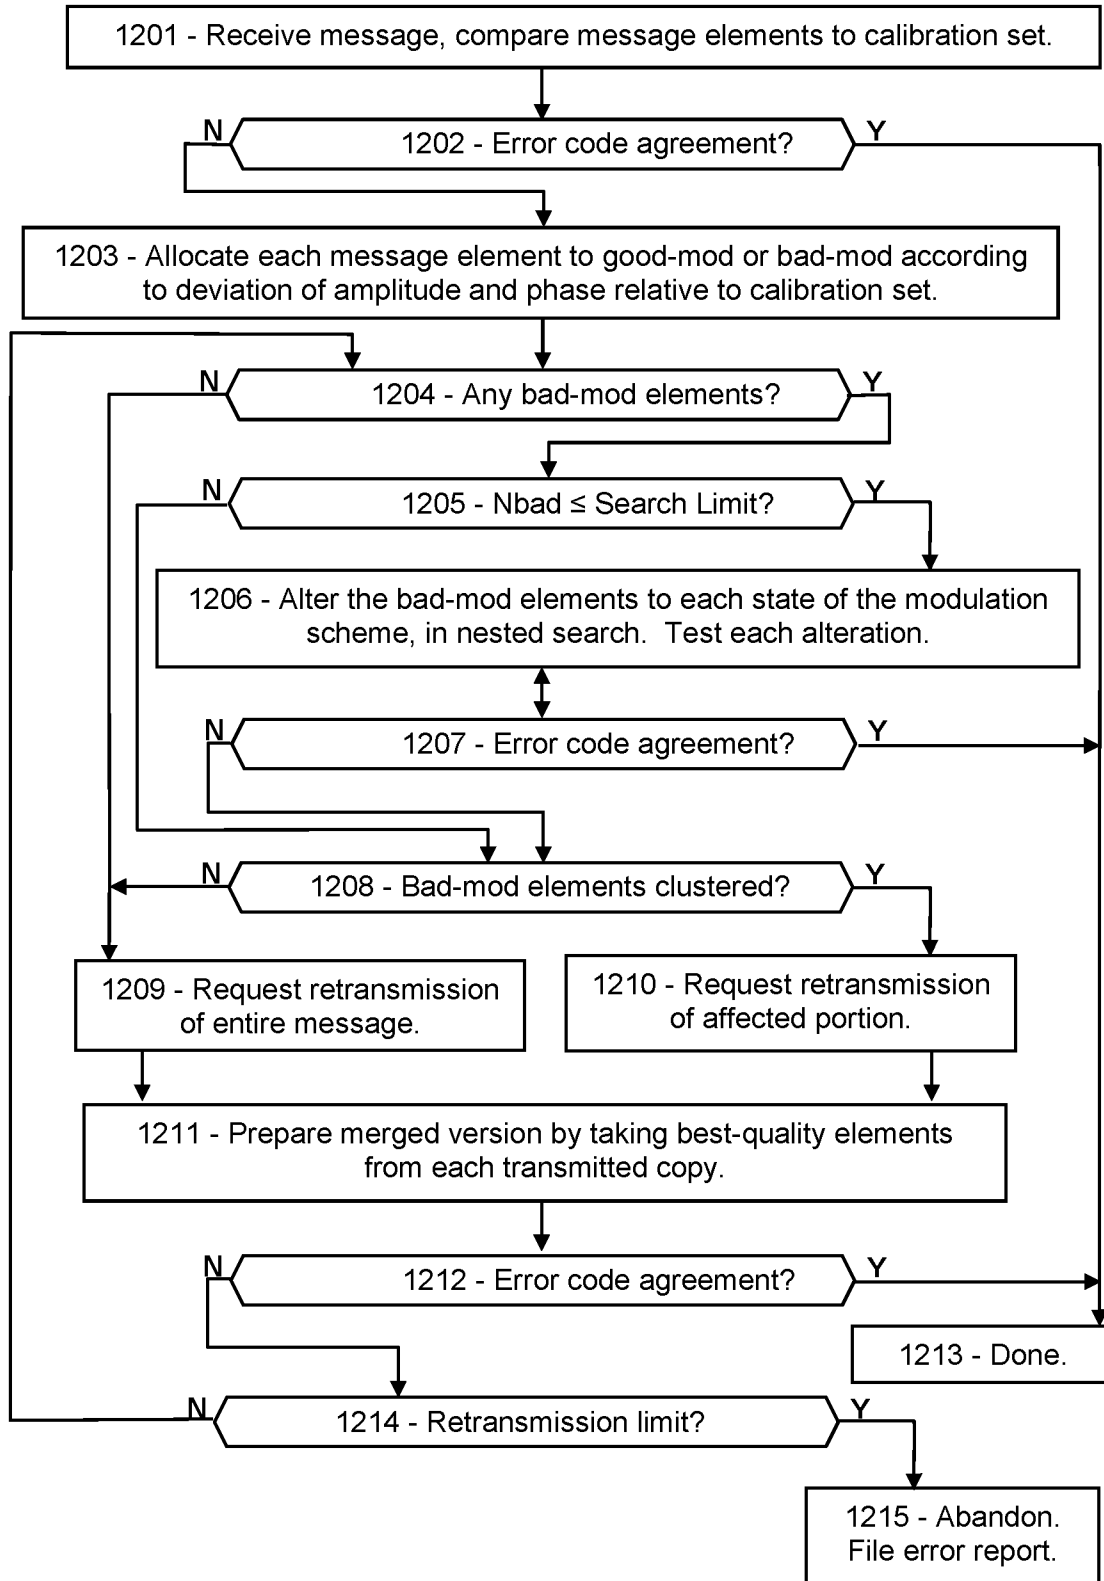 1201 - Receive message, compare message elements to calibration set.
N
Y
1202 - Error code agreement?
1203 - Allocate each message element to good-mod or bad-mod according
to deviation of amplitude and phase relative to calibration set.
N
Y
1204 - Any bad-mod elements?
N
Y
1205 - Nbad ≤ Search Limit?
1206 - Alter the bad-mod elements to each state of the modulation
scheme, in nested search.  Test each alteration.
N
Y
1207 - Error code agreement?
N
Y
1208 - Bad-mod elements clustered?
1209 - Request retransmission
of entire message.
1210 - Request retransmission
of affected portion.
1211 - Prepare merged version by taking best-quality elements
from each transmitted copy.
N
Y
1212 - Error code agreement?
1213 - Done.
N
Y
1214 - Retransmission limit?
1215 - Abandon.
File error report.